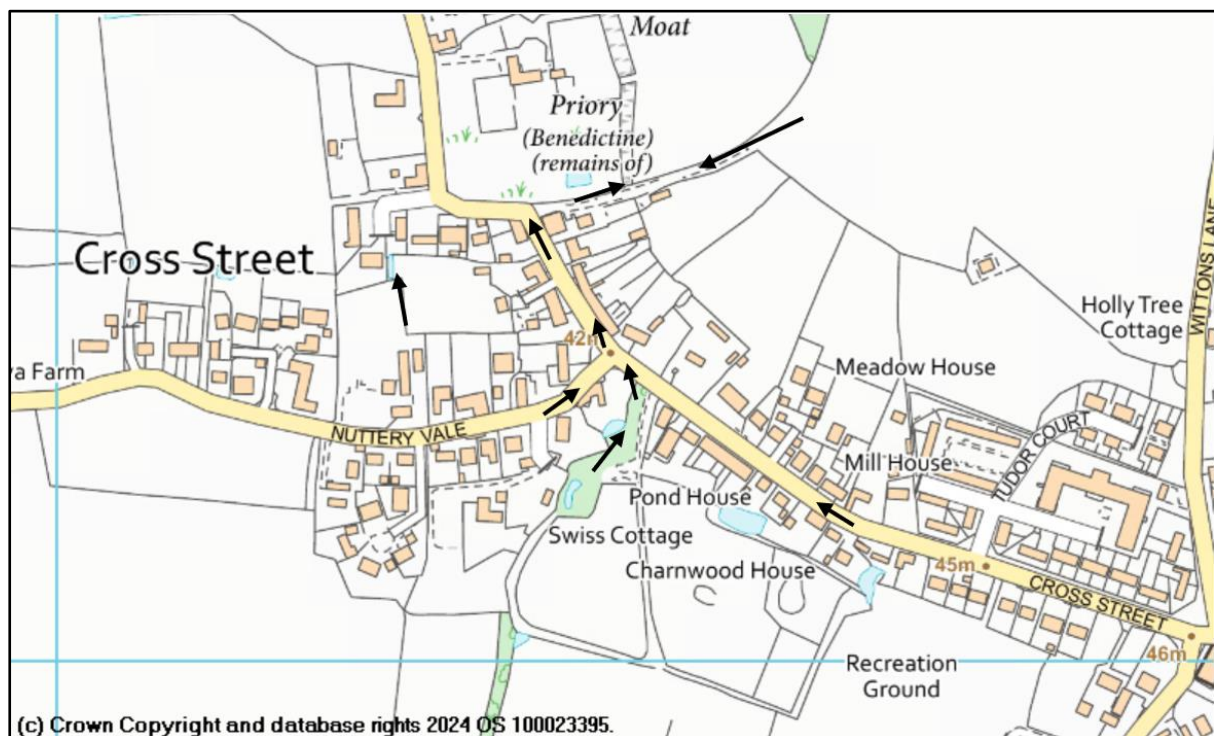 Moat
Priory
(Benedictine)
(remains of)
Cross Street
WITTONS LANE
Holly Tree
Cottage
42m
va Farm
Meadow House
NUTTERY VALE
TUDOR COURT
Mill House
Pond House
Swiss Cottage
Charnwood House
45m
CROSS STREET
46m
Recreation
Ground
(c) Crown Copyright and database rights 2024 OS 100023395.